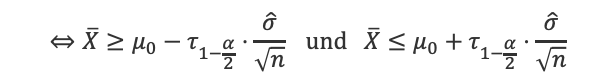 ⇔ X̄ ≥ μ₀ − τ_{1−α/2} · σ̂/√n und X̄ ≤ μ₀ + τ_{1−α/2} · σ̂/√n